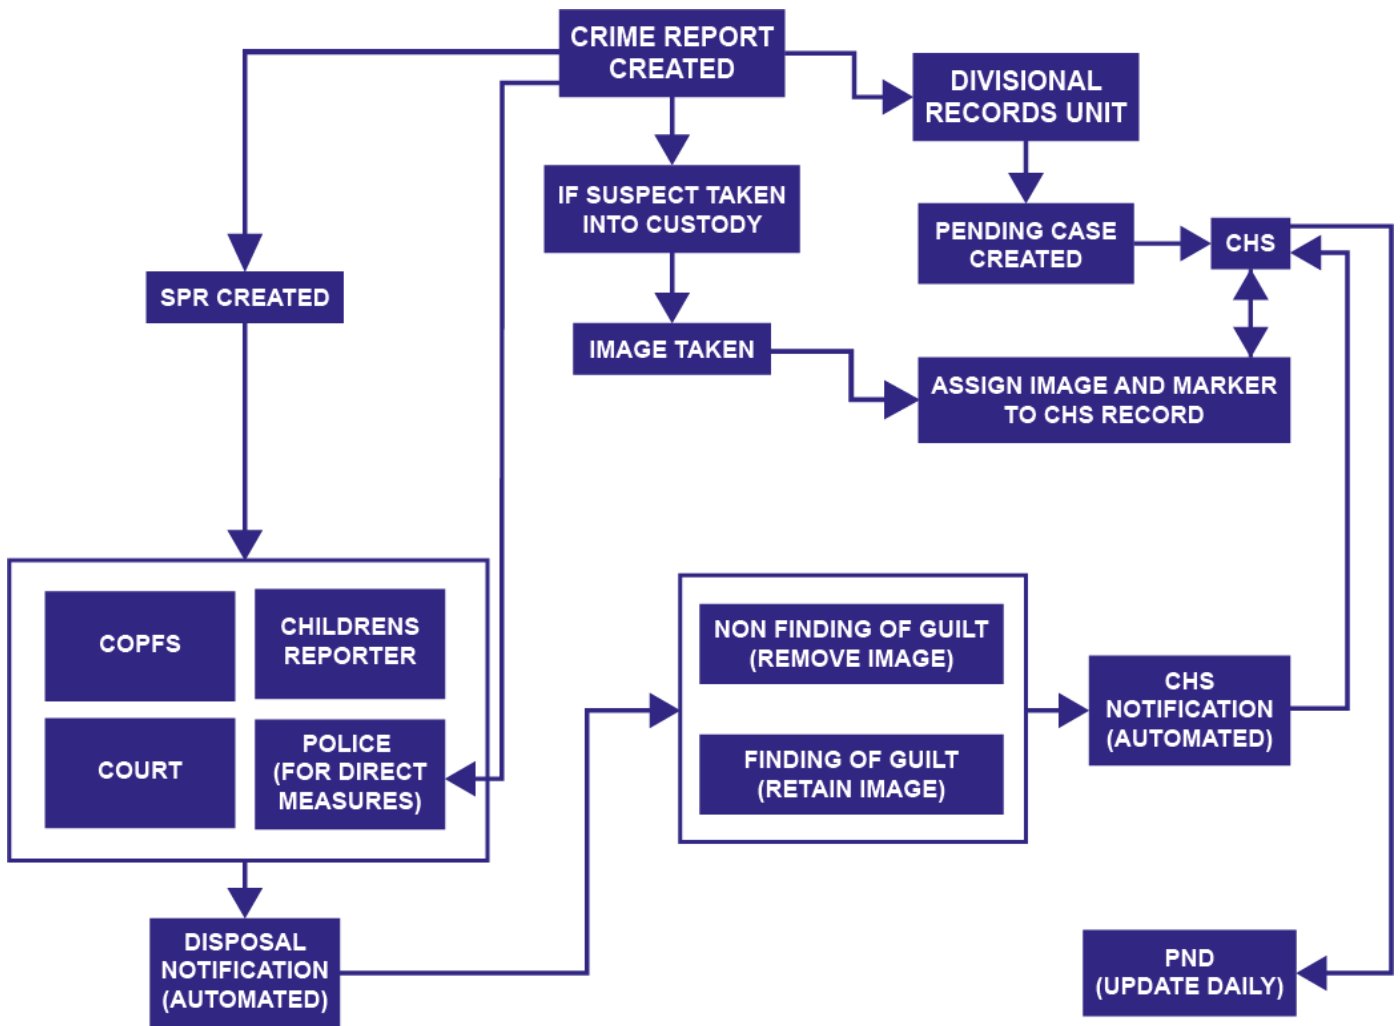 CRIME REPORT
CREATED
DIVISIONAL
RECORDS UNIT
IF SUSPECT TAKEN
INTO CUSTODY
PENDING CASE
CREATED
CHS
SPR CREATED
IMAGE TAKEN
ASSIGN IMAGE AND MARKER
TO CHS RECORD
COPFS
CHILDRENS
REPORTER
COURT
POLICE
(FOR DIRECT
MEASURES)
NON FINDING OF GUILT
(REMOVE IMAGE)
FINDING OF GUILT
(RETAIN IMAGE)
CHS
NOTIFICATION
(AUTOMATED)
DISPOSAL
NOTIFICATION
(AUTOMATED)
PND
(UPDATE DAILY)